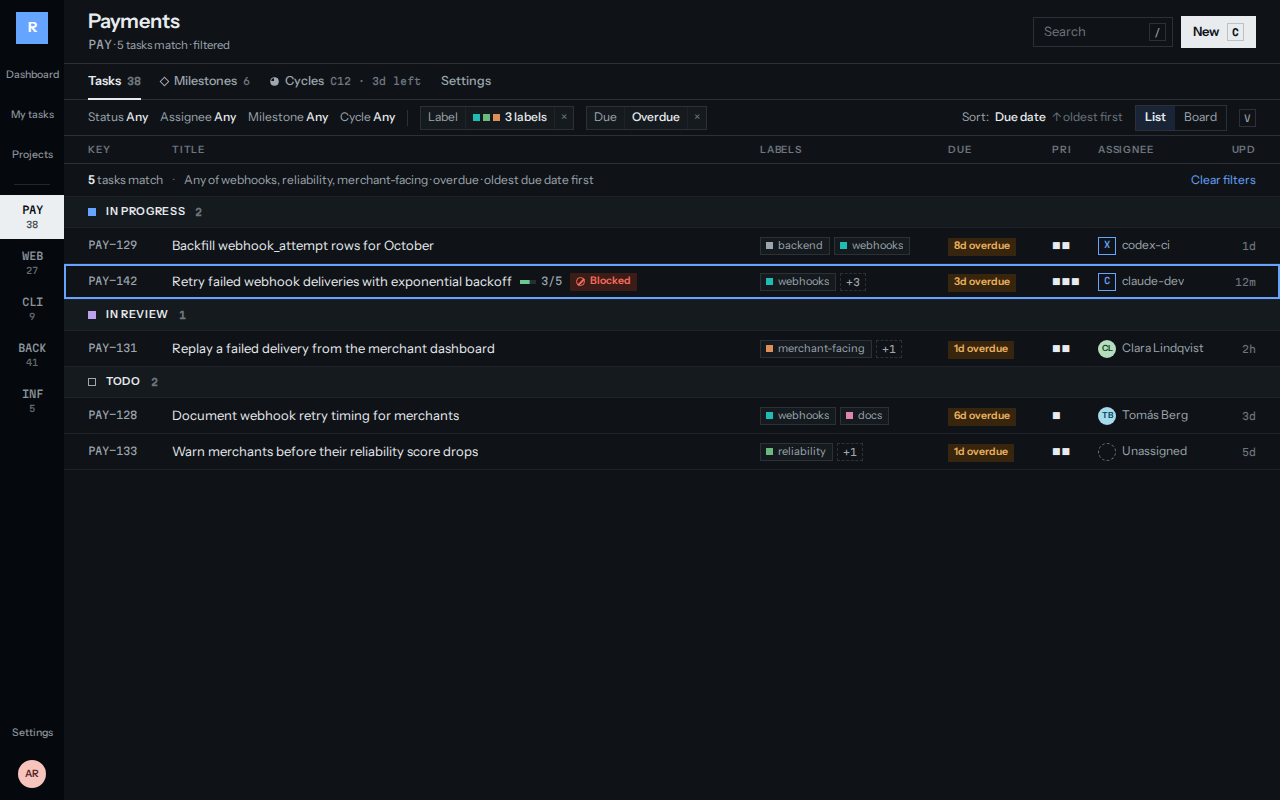 R
Dashboard
My tasks
Projects
PAY
38
WEB
27
CLI
9
BACK
41
INF
5
Settings
AR
Payments
PAY · 5 tasks match · filtered
Search /
New C
Tasks 38 Milestones 6 Cycles C12 · 3d left Settings
Status Any Assignee Any Milestone Any Cycle Any Label 3 labels × Due Overdue × Sort: Due date ↑ oldest first List Board V
KEY TITLE LABELS DUE PRI ASSIGNEE UPD
5 tasks match · Any of webhooks, reliability, merchant-facing · overdue · oldest due date first Clear filters
IN PROGRESS 2
PAY-129 Backfill webhook_attempt rows for October backend webhooks 8d overdue X codex-ci 1d
PAY-142 Retry failed webhook deliveries with exponential backoff 3/5 Blocked webhooks +3 3d overdue C claude-dev 12m
IN REVIEW 1
PAY-131 Replay a failed delivery from the merchant dashboard merchant-facing +1 1d overdue CL Clara Lindqvist 2h
TODO 2
PAY-128 Document webhook retry timing for merchants webhooks docs 6d overdue TB Tomás Berg 3d
PAY-133 Warn merchants before their reliability score drops reliability +1 1d overdue Unassigned 5d